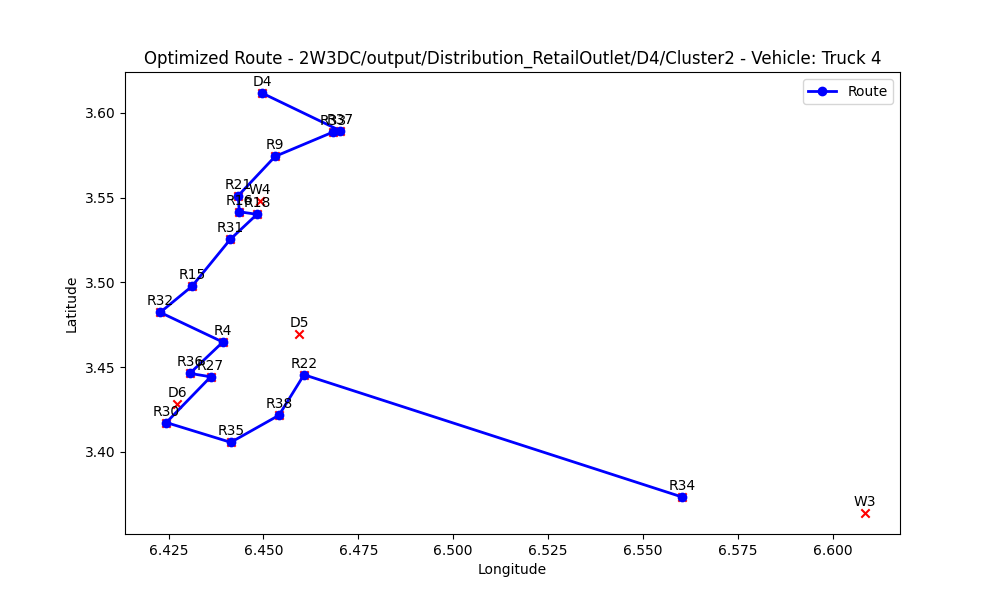 Optimized Route - 2W3DC/output/Distribution_RetailOutlet/D4/Cluster2 - Vehicle: Truck 4
Route
D4
R37
R9
R21
W4
R18
R31
R15
R32
D5
R4
R36
R27
R22
D6
R38
R30
R35
R34
W3
3.60
3.55
3.50
3.45
3.40
Latitude
6.425
6.450
6.475
6.500
6.525
6.550
6.575
6.600
Longitude